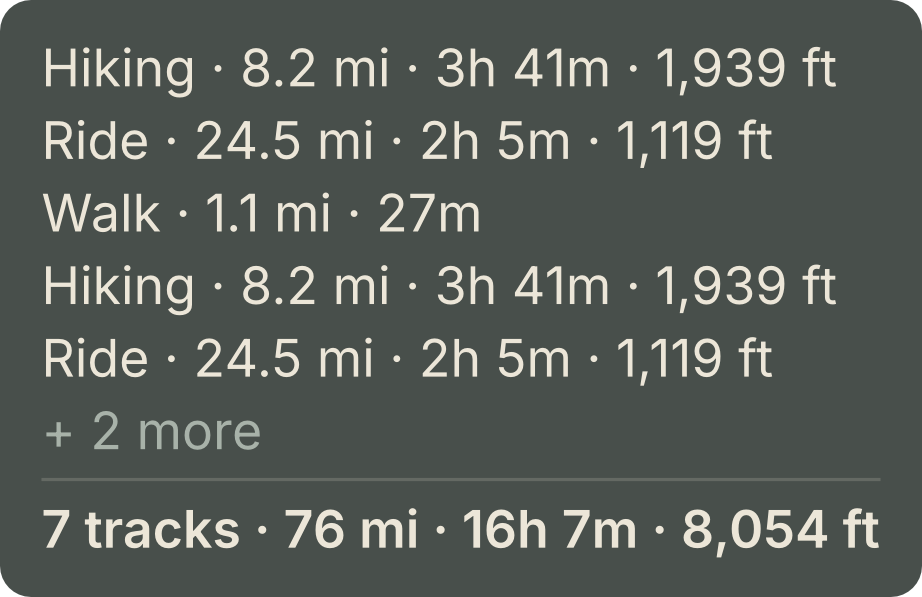 Hiking · 8.2 mi · 3h 41m · 1,939 ft
Ride · 24.5 mi · 2h 5m · 1,119 ft
Walk · 1.1 mi · 27m
Hiking · 8.2 mi · 3h 41m · 1,939 ft
Ride · 24.5 mi · 2h 5m · 1,119 ft
+ 2 more
7 tracks · 76 mi · 16h 7m · 8,054 ft